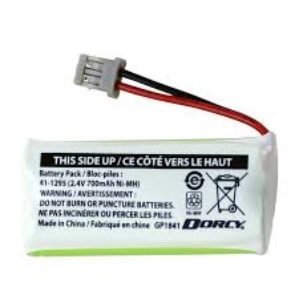 THIS SIDE UP / CE CÔTÉ VERS LE HAUT
Battery Pack / Bloc-piles :
41-1295 (2.4V 700mAh Ni-MH)
WARNING / AVERTISSEMENT :
DO NOT BURN OR PUNCTURE BATTERIES.
NE PAS INCINÉRER OU PERFORER LES PILES.
Made in China / Fabriqué en chine GP1841 DORCY